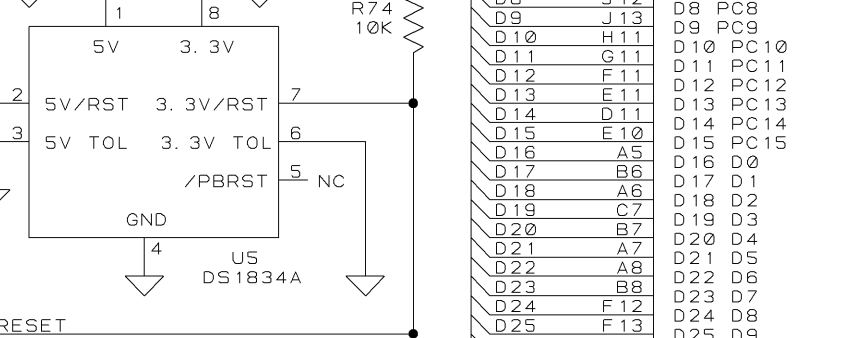 1
8
R74
10K
5V
3.3V
2
5V/RST
3.3V/RST
7
3
5V TOL
3.3V TOL
6
/PBRST
5
NC
GND
4
U5
DS1834A
RESET
D9 J13
D10 H11
D11 G11
D12 F11
D13 E11
D14 D11
D15 E10
D16 A5
D17 B6
D18 A6
D19 C7
D20 B7
D21 A7
D22 A8
D23 B8
D24 F12
D25 F13
D8 PC8
D9 PC9
D10 PC10
D11 PC11
D12 PC12
D13 PC13
D14 PC14
D15 PC15
D16 D0
D17 D1
D18 D2
D19 D3
D20 D4
D21 D5
D22 D6
D23 D7
D24 D8
D25 D9